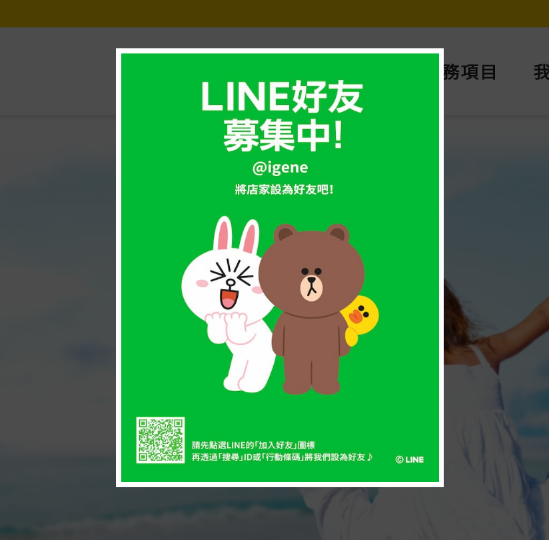 務項目
我
LINE好友
募集中!
@igene
將店家設為好友吧!
請先點選LINE的「加入好友」圖標
再透過「搜尋」ID或「行動條碼」將我們設為好友♪
© LINE